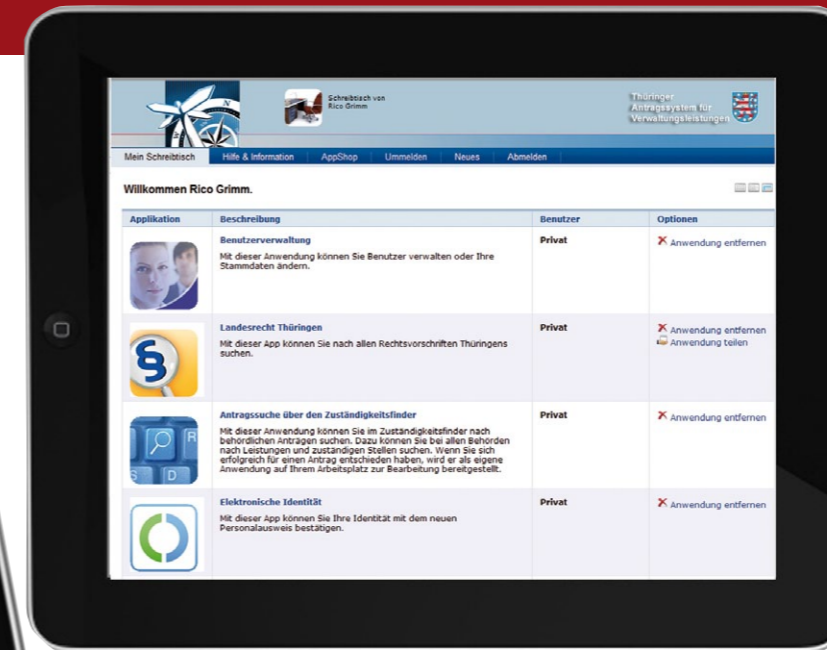 Schreibtisch von
Rico Grimm
Thüringer
Antragssystem für
Verwaltungsleistungen
Mein Schreibtisch Hilfe & Information AppShop Ummelden Neues Abmelden
Willkommen Rico Grimm.
Applikation Beschreibung Benutzer Optionen
Benutzerverwaltung Privat Anwendung entfernen
Mit dieser Anwendung können Sie Benutzer verwalten oder Ihre
Stammdaten ändern.
Landesrecht Thüringen Privat Anwendung entfernen
Mit dieser App können Sie nach allen Rechtsvorschriften Thüringens Anwendung teilen
suchen.
Antragssuche über den Zuständigkeitsfinder Privat Anwendung entfernen
Mit dieser Anwendung können Sie im Zuständigkeitsfinder nach
behördlichen Anträgen suchen. Dazu können Sie bei allen Behörden
nach Leistungen und zuständigen Stellen suchen. Wenn Sie sich
erfolgreich für einen Antrag entschieden haben, wird er als eigene
Anwendung auf Ihrem Arbeitsplatz zur Bearbeitung bereitgestellt.
Elektronische Identität Privat Anwendung entfernen
Mit dieser App können Sie Ihre Identität mit dem neuen
Personalausweis bestätigen.
N
§
R
S D